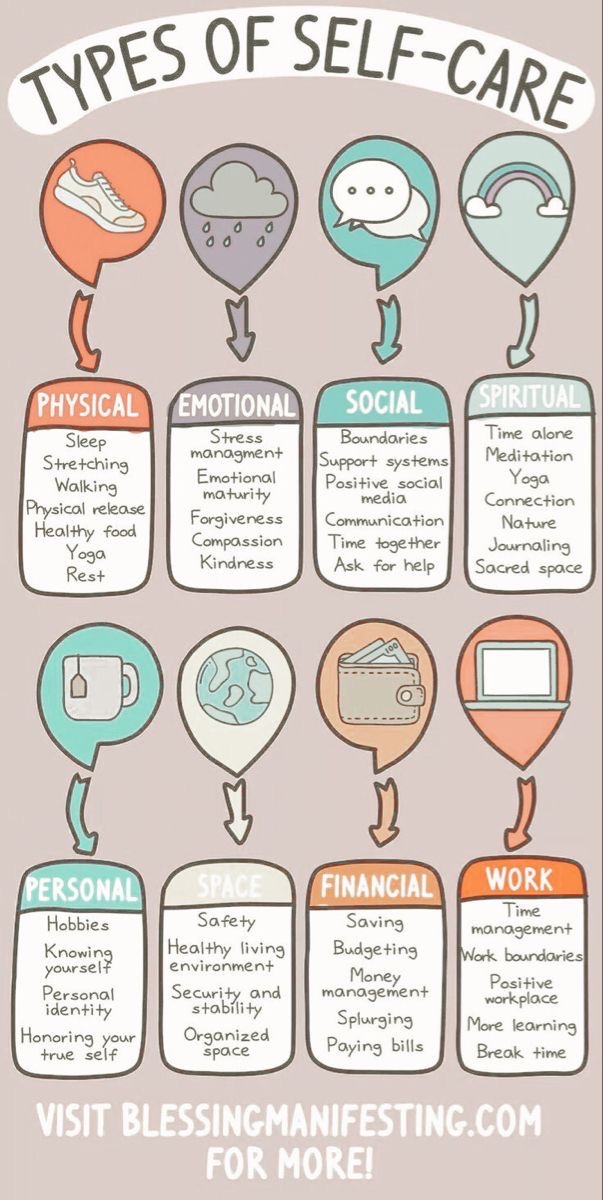 TYPES OF SELF-CARE
PHYSICAL
Sleep
Stretching
Walking
Physical release
Healthy food
Yoga
Rest
EMOTIONAL
Stress
managment
Emotional
maturity
Forgiveness
Compassion
Kindness
SOCIAL
Boundaries
Support systems
Positive social
media
Communication
Time together
Ask for help
SPIRITUAL
Time alone
Meditation
Yoga
Connection
Nature
Journaling
Sacred space
100
PERSONAL
Hobbies
Knowing
yourself
Personal
identity
Honoring your
true self
SPACE
Safety
Healthy living
environment
Security and
stability
Organized
space
FINANCIAL
Saving
Budgeting
Money
management
Splurging
Paying bills
WORK
Time
management
Work boundaries
Positive
workplace
More learning
Break time
VISIT BLESSINGMANIFESTING.COM
FOR MORE!